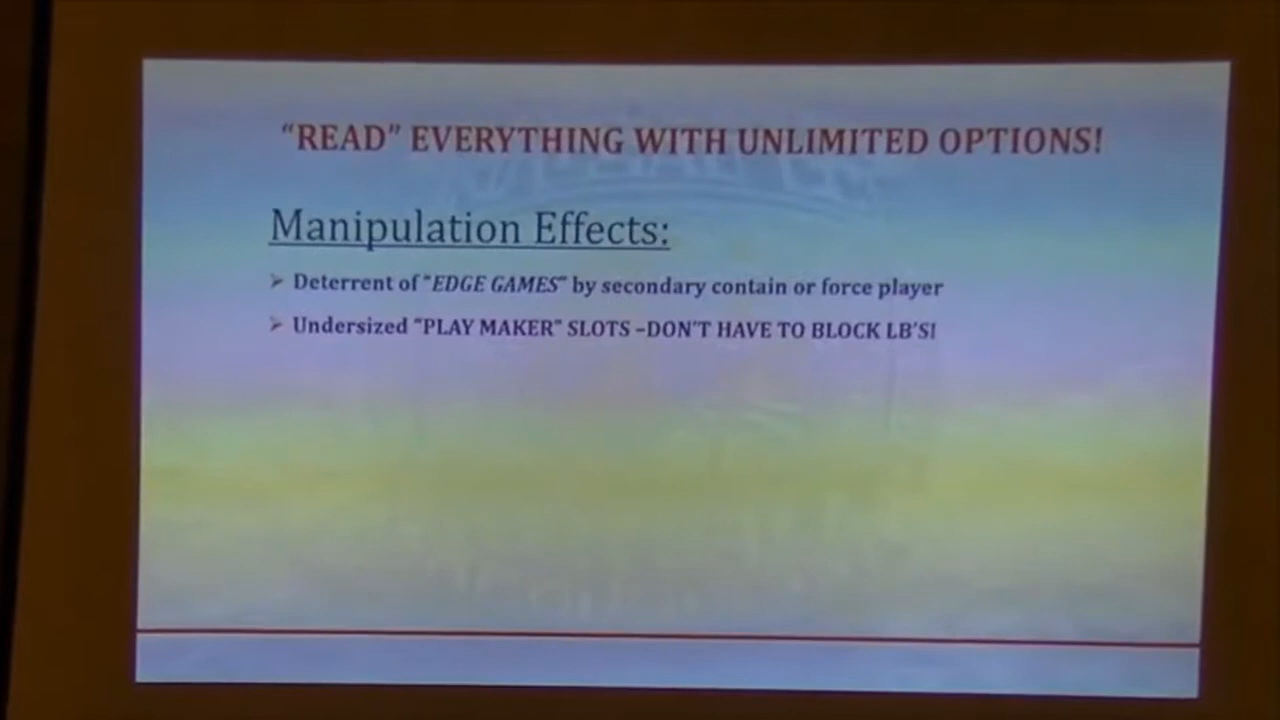 “READ” EVERYTHING WITH UNLIMITED OPTIONS!
Manipulation Effects:
➢ Deterrent of “EDGE GAMES” by secondary contain or force player
➢ Undersized “PLAY MAKER” SLOTS –DON’T HAVE TO BLOCK LB’S!